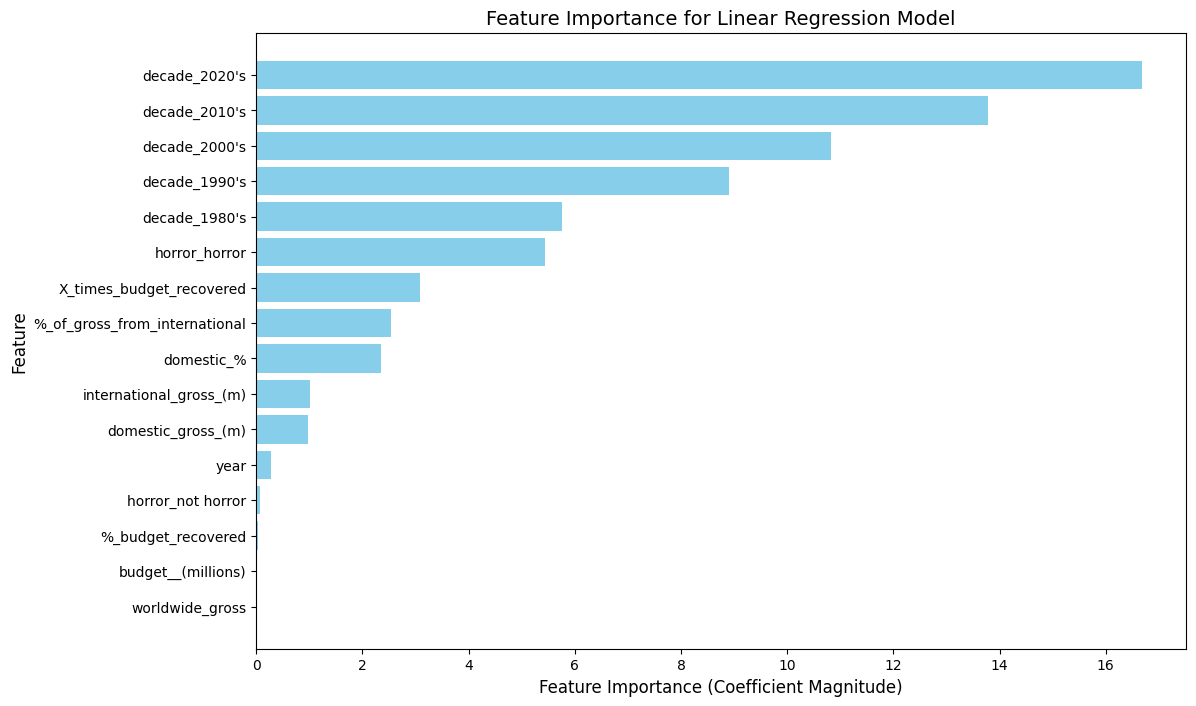 Feature Importance for Linear Regression Model
Feature
decade_2020's
decade_2010's
decade_2000's
decade_1990's
decade_1980's
horror_horror
X_times_budget_recovered
%_of_gross_from_international
domestic_%
international_gross_(m)
domestic_gross_(m)
year
horror_not horror
%_budget_recovered
budget__(millions)
worldwide_gross
0 2 4 6 8 10 12 14 16
Feature Importance (Coefficient Magnitude)